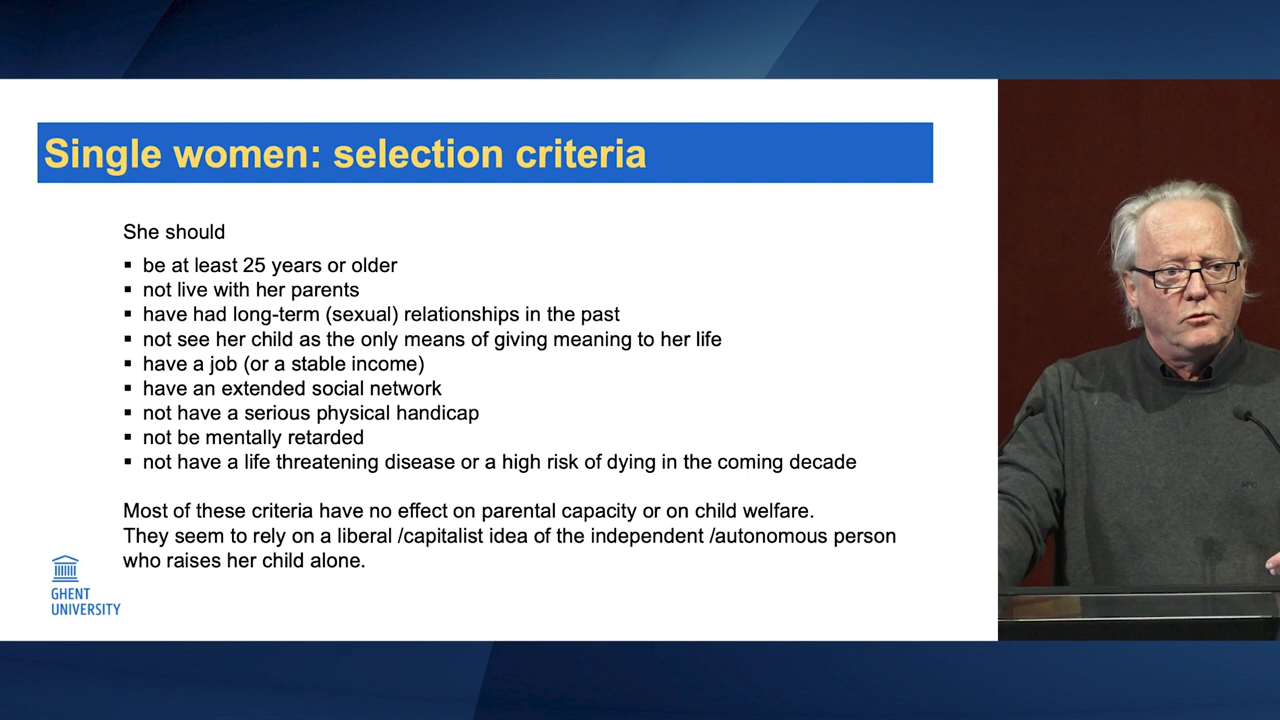 Single women: selection criteria
She should
▪ be at least 25 years or older
▪ not live with her parents
▪ have had long-term (sexual) relationships in the past
▪ not see her child as the only means of giving meaning to her life
▪ have a job (or a stable income)
▪ have an extended social network
▪ not have a serious physical handicap
▪ not be mentally retarded
▪ not have a life threatening disease or a high risk of dying in the coming decade
Most of these criteria have no effect on parental capacity or on child welfare.
They seem to rely on a liberal /capitalist idea of the independent /autonomous person
who raises her child alone.
GHENT
UNIVERSITY